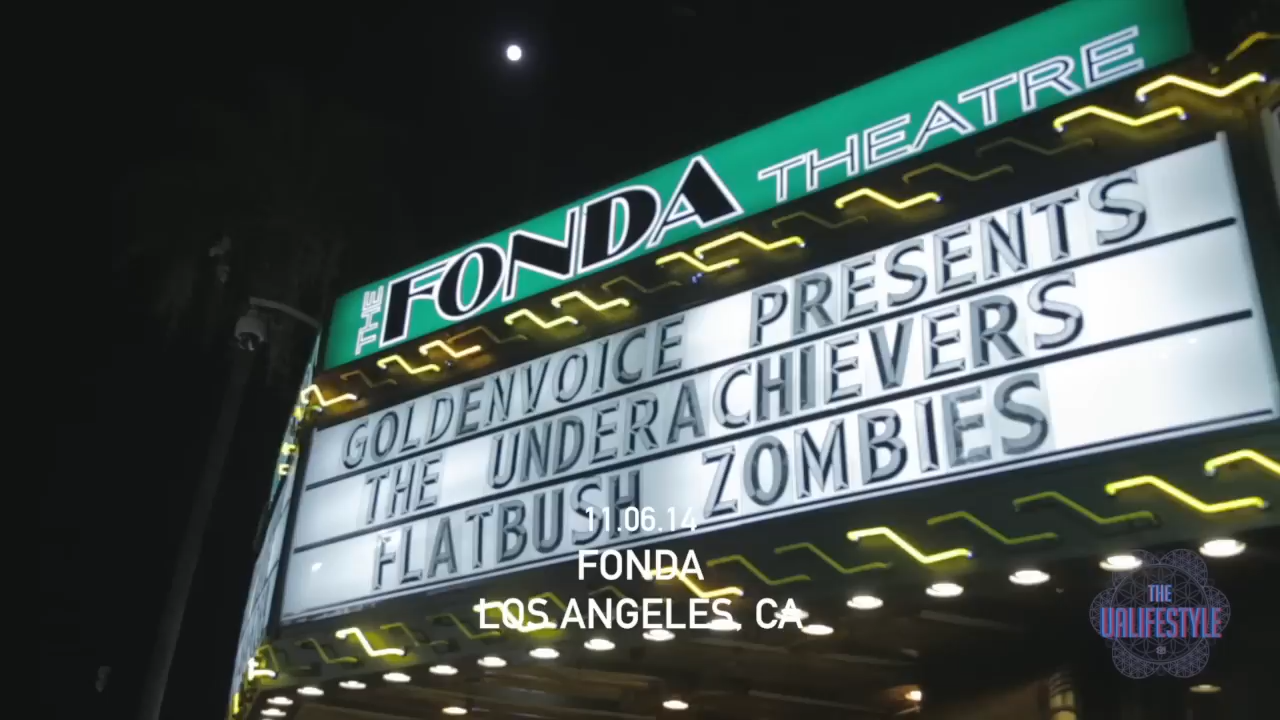 THE FONDA THEATRE
GOLDENVOICE PRESENTS
THE UNDERACHIEVERS
FLATBUSH ZOMBIES
11.06.14
FONDA
LOS ANGELES, CA
THE
UALIFESTYLE